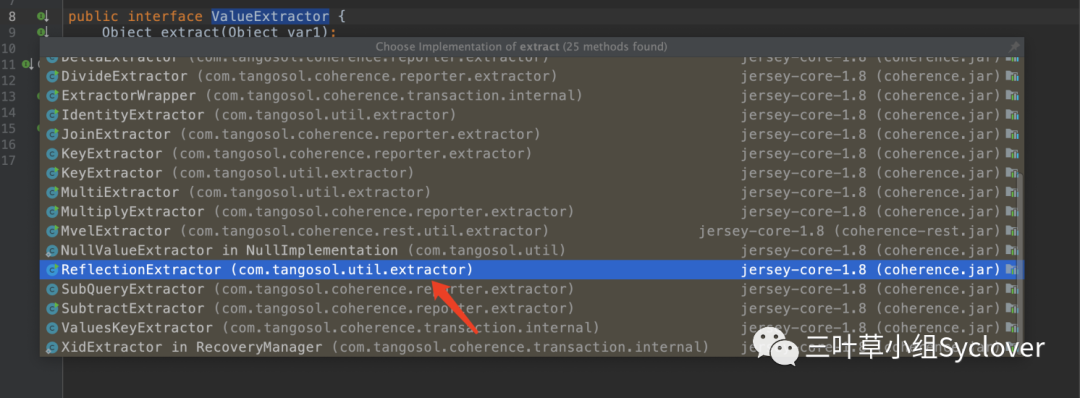 7
8 public interface ValueExtractor {
9 Object extract(Object var1);
10 Choose Implementation of extract (25 methods found)
11 DeltaExtractor (com.tangosol.coherence.reporter.extractor) jersey-core-1.8 (coherence.jar)
12 DivideExtractor (com.tangosol.coherence.reporter.extractor) jersey-core-1.8 (coherence.jar)
13 ExtractorWrapper (com.tangosol.coherence.transaction.internal) jersey-core-1.8 (coherence.jar)
14 IdentityExtractor (com.tangosol.util.extractor) jersey-core-1.8 (coherence.jar)
15 JoinExtractor (com.tangosol.coherence.reporter.extractor) jersey-core-1.8 (coherence.jar)
16 KeyExtractor (com.tangosol.coherence.reporter.extractor) jersey-core-1.8 (coherence.jar)
17 KeyExtractor (com.tangosol.util.extractor) jersey-core-1.8 (coherence.jar)
MultiExtractor (com.tangosol.util.extractor) jersey-core-1.8 (coherence.jar)
MultiplyExtractor (com.tangosol.coherence.reporter.extractor) jersey-core-1.8 (coherence.jar)
MvelExtractor (com.tangosol.coherence.rest.util.extractor) jersey-core-1.8 (coherence-rest.jar)
NullValueExtractor in NullImplementation (com.tangosol.util) jersey-core-1.8 (coherence.jar)
ReflectionExtractor (com.tangosol.util.extractor) jersey-core-1.8 (coherence.jar)
SubQueryExtractor (com.tangosol.coherence.reporter.extractor) jersey-core-1.8 (coherence.jar)
SubtractExtractor (com.tangosol.coherence.reporter.extractor) jersey-core-1.8 (coherence.jar)
ValuesKeyExtractor (com.tangosol.coherence.transaction.internal)
XidExtractor in RecoveryManager (com.tangosol.coherence.transaction.internal)
三叶草小组Syclover